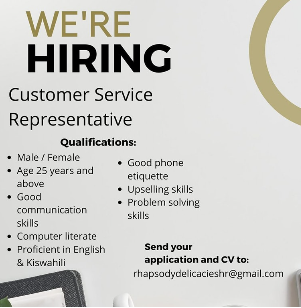 WE'RE
HIRING
Customer Service
Representative
Qualifications:
• Male / Female
• Age 25 years and
above
• Good
communication
skills
• Computer literate
• Proficient in English
& Kiswahili
• Good phone
etiquette
• Upselling skills
• Problem solving
skills
Send your
application and CV to:
rhapsodydelicacieshr@gmail.com